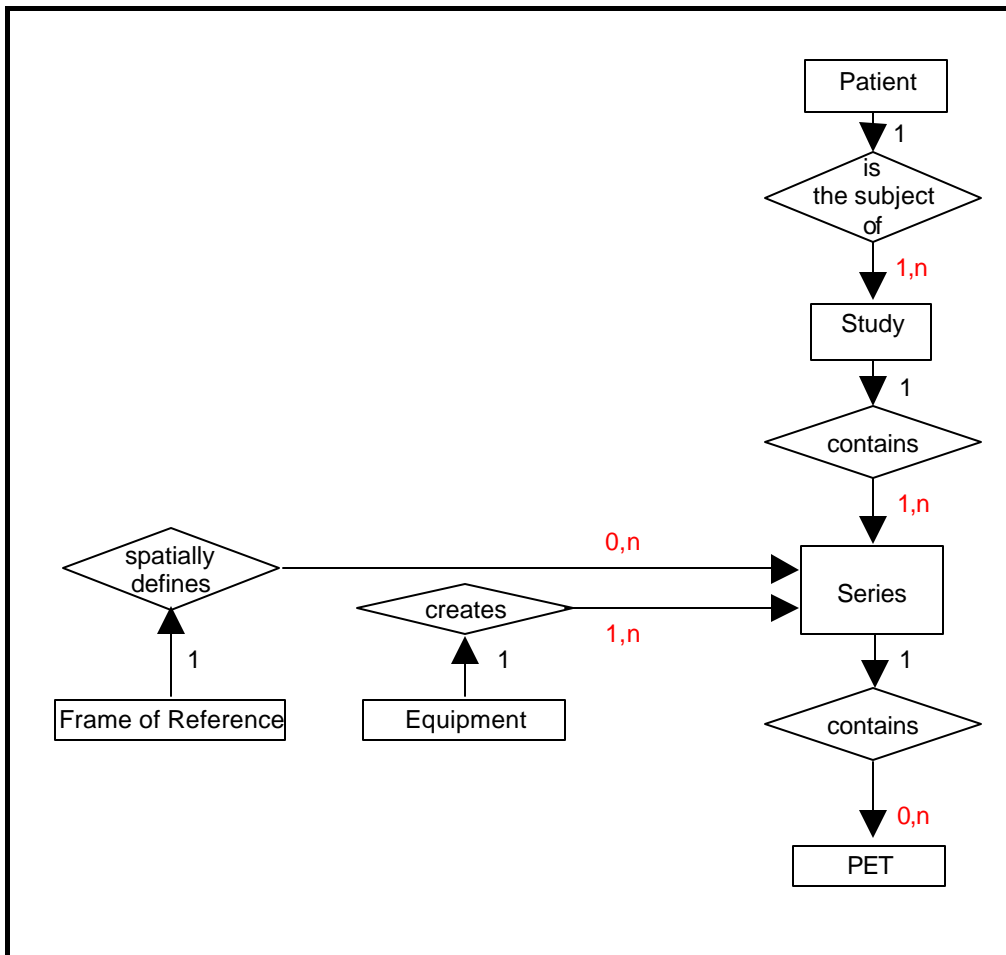 Patient
1
is
the subject
of
1,n
Study
1
contains
1,n
spatially
defines
0,n
Series
creates
1,n
1
1
1
Frame of Reference
Equipment
contains
0,n
PET